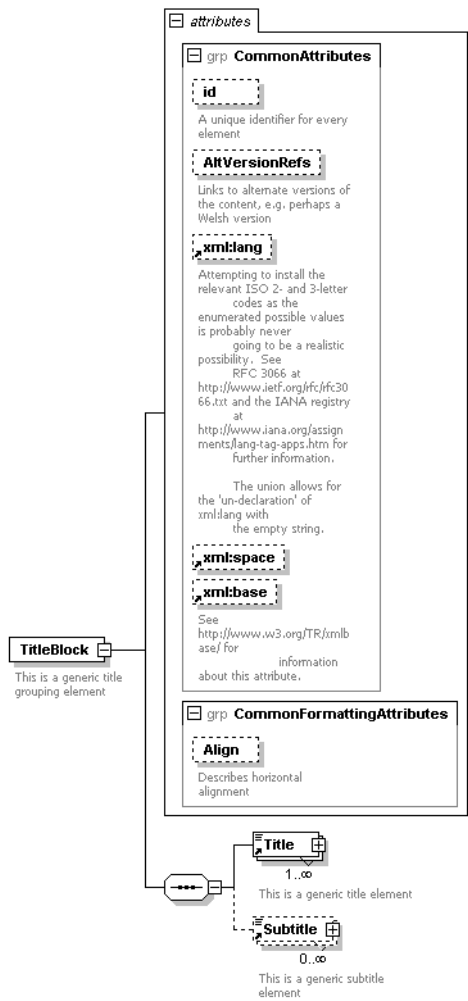 attributes
grp CommonAttributes
id
A unique identifier for every
element
AltVersionRefs
Links to alternate versions of
the content, e.g. perhaps a
Welsh version
xml:lang
Attempting to install the
relevant ISO 2- and 3-letter
codes as the
enumerated possible values
is probably never
going to be a realistic
possibility. See
RFC 3066 at
http://www.ietf.org/rfc/rfc30
66.txt and the IANA registry
at
http://www.iana.org/assign
ments/lang-tag-apps.htm for
further information.
The union allows for
the 'un-declaration' of
xml:lang with
the empty string.
xml:space
xml:base
See
http://www.w3.org/TR/xmlb
ase/ for
information
about this attribute.
TitleBlock
This is a generic title
grouping element
grp CommonFormattingAttributes
Align
Describes horizontal
alignment
Title
1..∞
This is a generic title element
Subtitle
0..∞
This is a generic subtitle
element